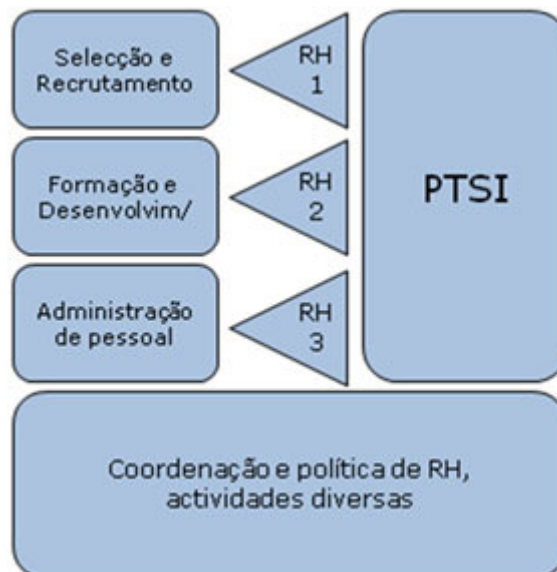 Selecção e
Recrutamento
RH
1
Formação e
Desenvolvim/
RH
2
PTSI
Administração
de pessoal
RH
3
Coordenação e política de RH,
actividades diversas